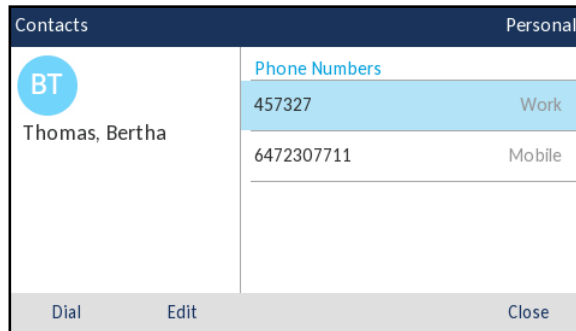 Contacts Personal
BT
Thomas, Bertha
Phone Numbers
457327 Work
6472307711 Mobile
Dial Edit Close